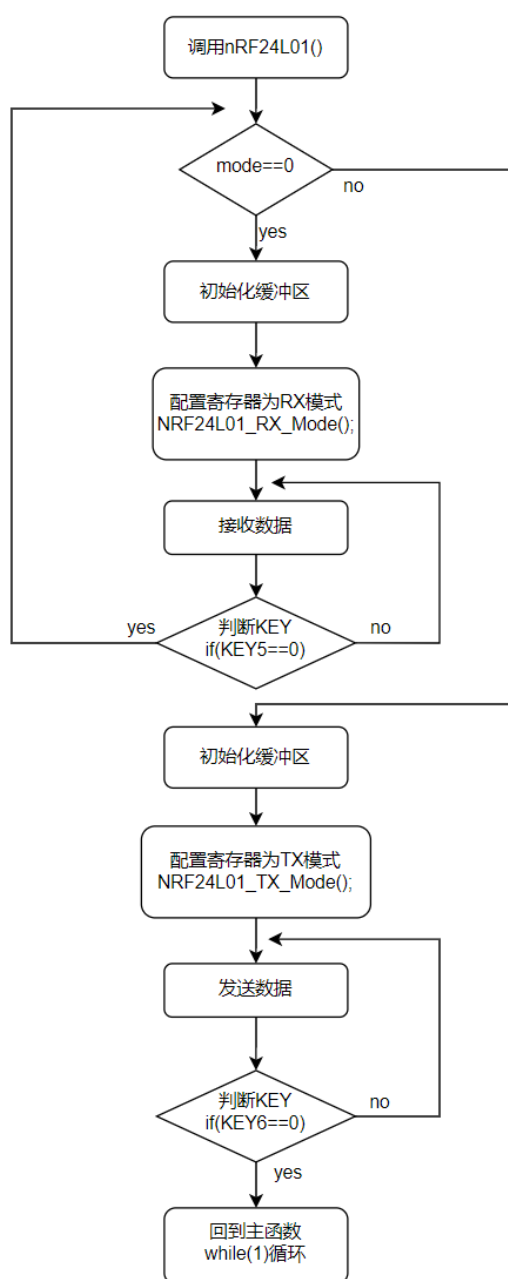 调用nRF24L01()
mode==0
no
yes
初始化缓冲区
配置寄存器为RX模式
NRF24L01_RX_Mode();
接收数据
判断KEY
if(KEY5==0)
yes
no
初始化缓冲区
配置寄存器为TX模式
NRF24L01_TX_Mode();
发送数据
判断KEY
if(KEY6==0)
no
yes
回到主函数
while(1)循环